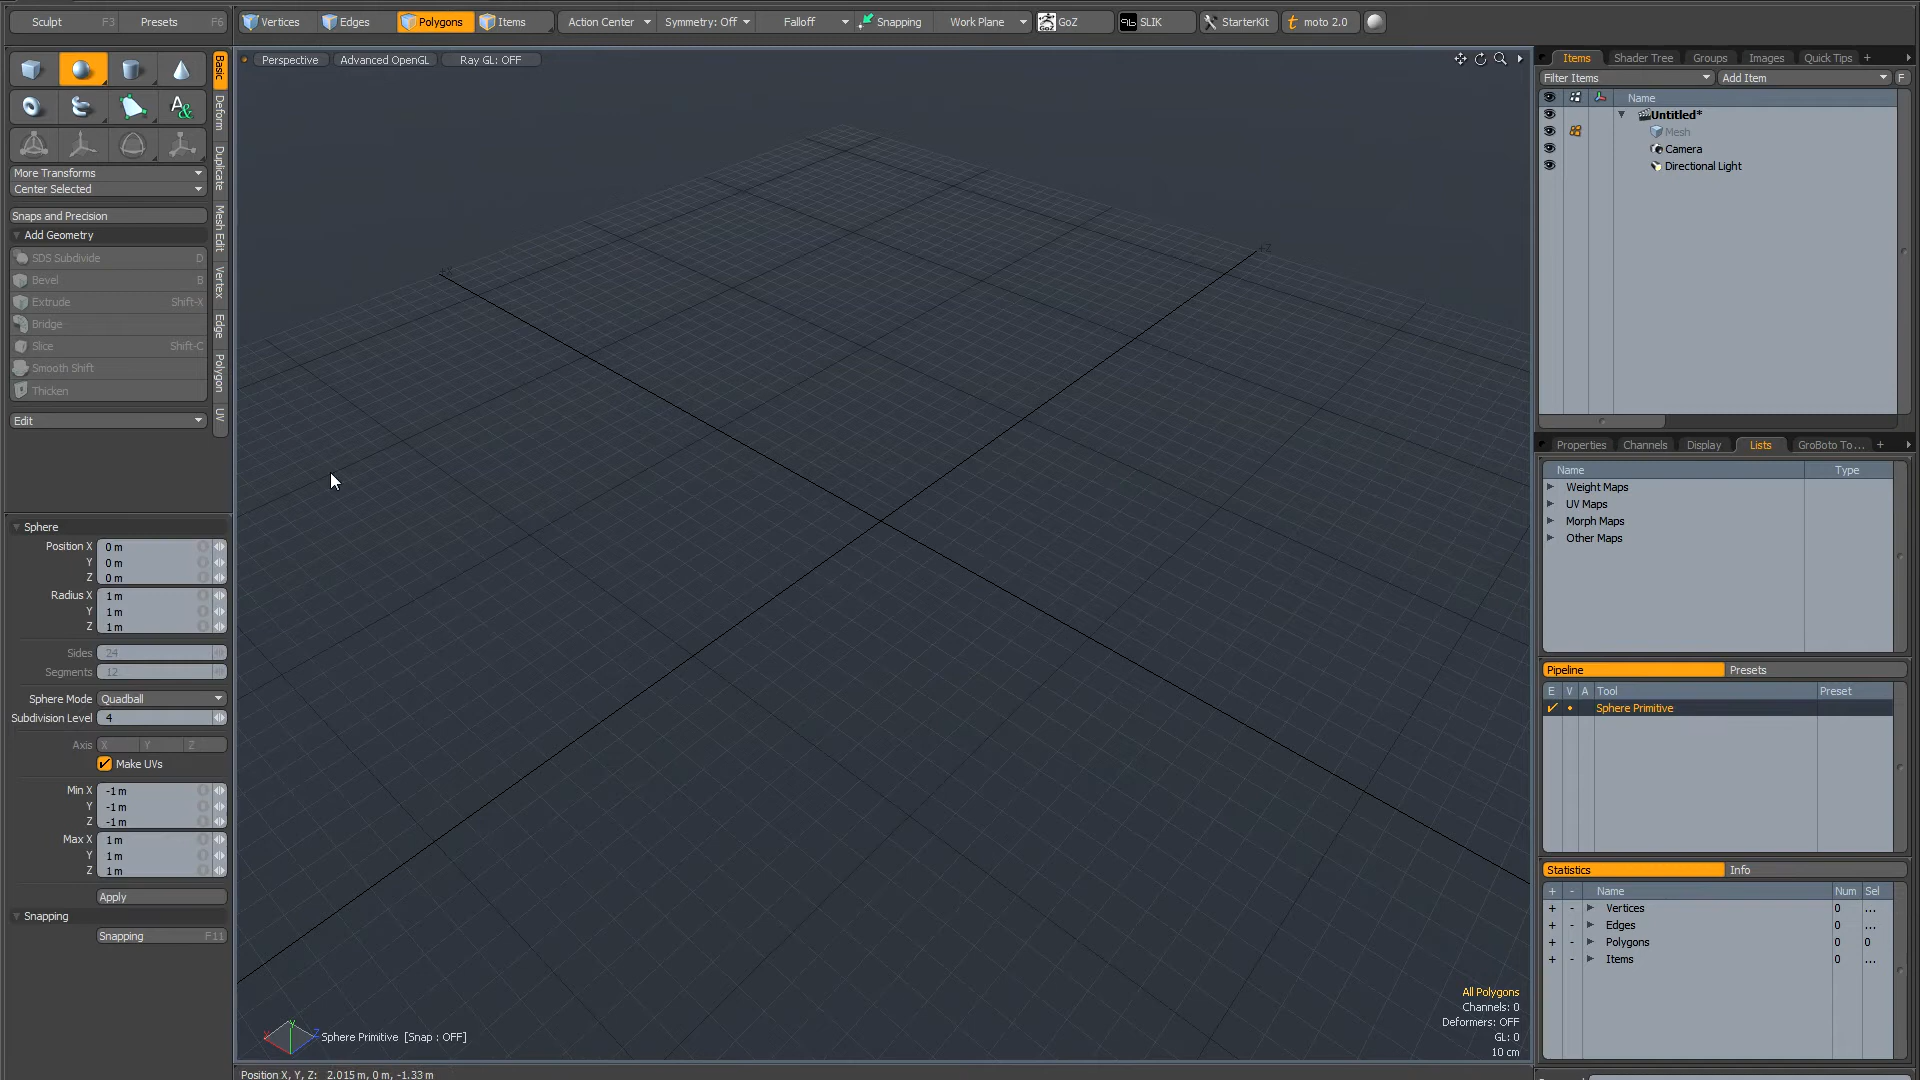 Sculpt F3 Presets F6
Vertices Edges Polygons Items Action Center Symmetry: Off Falloff Snapping Work Plane GoZ SLIK StarterKit moto 2.0
Perspective Advanced OpenGL Ray GL: OFF
Basic
Deform
Duplicate
Mesh Edit
Vertex
Edge
Polygon
UV
More Transforms
Center Selected
Snaps and Precision
Add Geometry
SDS Subdivide D
Bevel B
Extrude Shift-X
Bridge
Slice Shift-C
Smooth Shift
Thicken
Edit
Sphere
Position X 0 m
Y 0 m
Z 0 m
Radius X 1 m
Y 1 m
Z 1 m
Sides 24
Segments 12
Sphere Mode Quadball
Subdivision Level 4
Axis X Y Z
Make UVs
Min X -1 m
Y -1 m
Z -1 m
Max X 1 m
Y 1 m
Z 1 m
Apply
Snapping
Snapping F11
+X
+Z
X Y Z Sphere Primitive [Snap : OFF]
All Polygons
Channels: 0
Deformers: OFF
GL: 0
10 cm
Position X, Y, Z: 2.015 m, 0 m, -1.33 m
Items Shader Tree Groups Images Quick Tips +
Filter Items Add Item F
Name
Untitled*
Mesh
Camera
Directional Light
Properties Channels Display Lists GroBoto To... +
Name Type
Weight Maps
UV Maps
Morph Maps
Other Maps
Pipeline Presets
E V A Tool Preset
Sphere Primitive
Statistics Info
+ - Name Num Sel
+ - Vertices 0 ...
+ - Edges 0 ...
+ - Polygons 0 0
+ - Items 0 ...